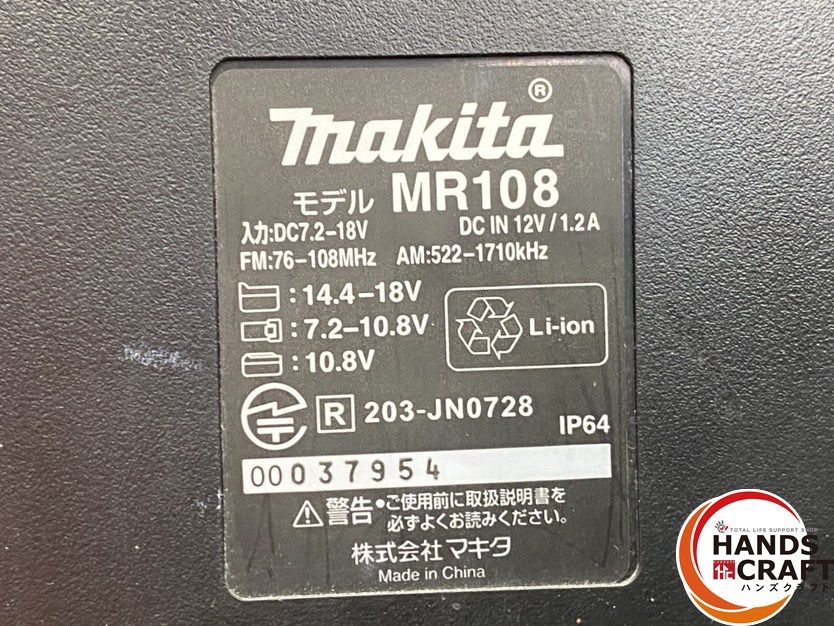 makita®
モデル MR108
入力:DC7.2-18V DC IN 12V/1.2A
FM:76-108MHz AM:522-1710kHz
:14.4-18V
:7.2-10.8V
:10.8V
Li-ion
R 203-JN0728
IP64
00037954
⚠警告・ご使用前に取扱説明書を
必ずよくお読みください。
株式会社 マキタ
Made in China
TOTAL LIFE SUPPORT SHOP
HANDS
CRAFT
ハンズクラフト